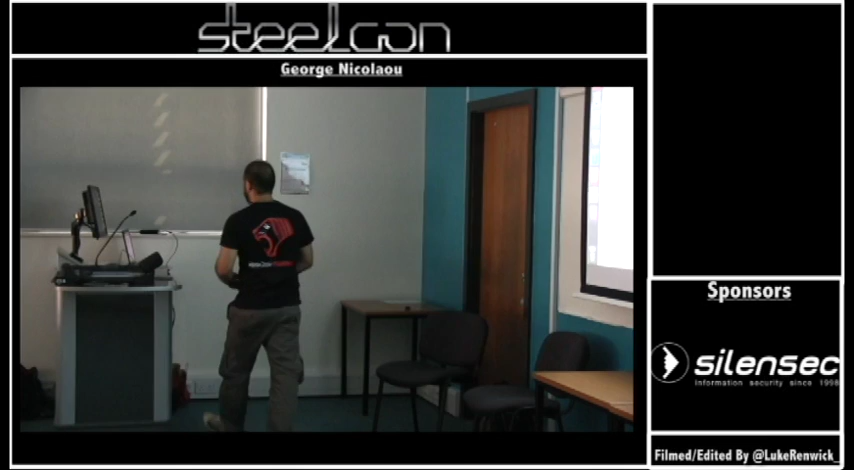 steelcon
George Nicolaou
Sponsors
silensec
information security since 1998
Filmed/Edited By @LukeRenwick_